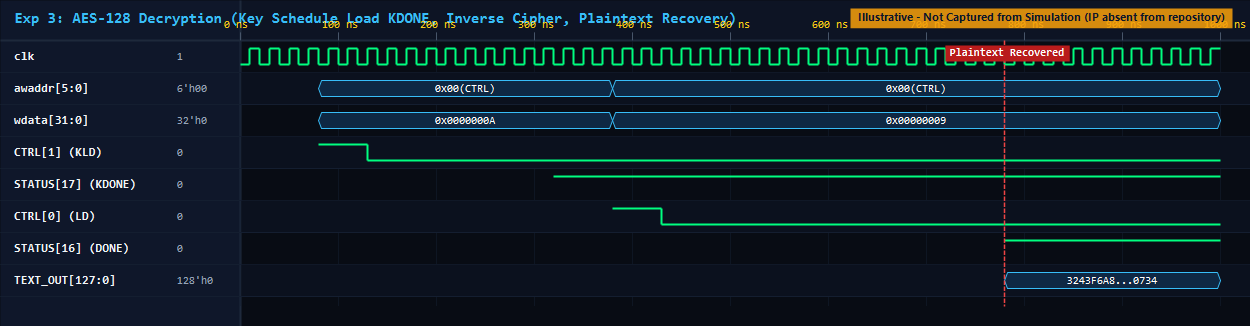 Exp 3: AES-128 Decryption (Key Schedule Load KDONE, Inverse Cipher, Plaintext Recovery)
Illustrative - Not Captured from Simulation (IP absent from repository)
0 ns 100 ns 200 ns 300 ns 400 ns 500 ns 600 ns ns
Plaintext Recovered
clk 1
awaddr[5:0] 6'h00 0x00(CTRL) 0x00(CTRL)
wdata[31:0] 32'h0 0x0000000A 0x00000009
CTRL[1] (KLD) 0
STATUS[17] (KDONE) 0
CTRL[0] (LD) 0
STATUS[16] (DONE) 0
TEXT_OUT[127:0] 128'h0 3243F6A8...0734